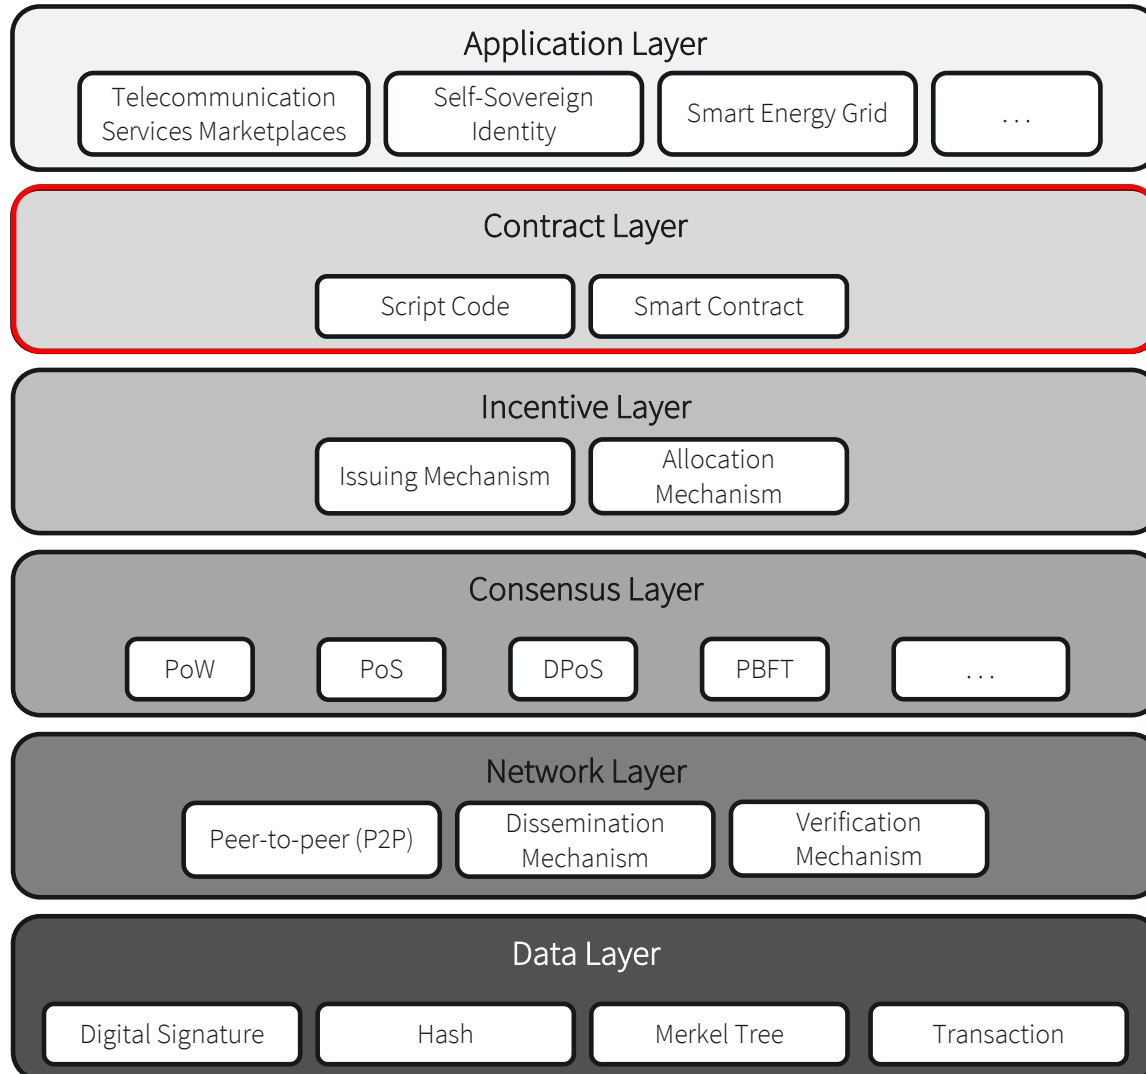 Application Layer
Telecommunication
Services Marketplaces
Self-Sovereign
Identity
Smart Energy Grid
. . .
Contract Layer
Script Code
Smart Contract
Incentive Layer
Issuing Mechanism
Allocation
Mechanism
Consensus Layer
PoW
PoS
DPoS
PBFT
. . .
Network Layer
Peer-to-peer (P2P)
Dissemination
Mechanism
Verification
Mechanism
Data Layer
Digital Signature
Hash
Merkel Tree
Transaction